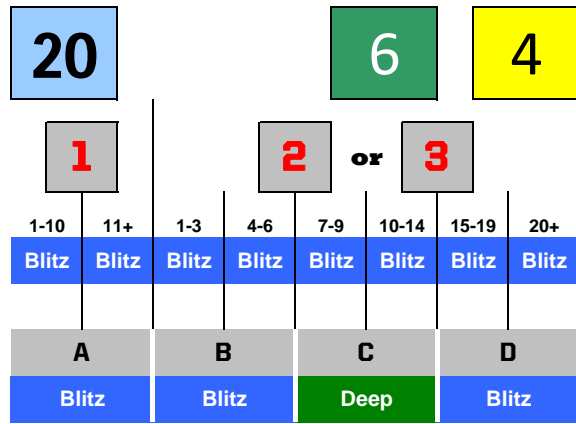 20 6 4
1 2 or 3
1-10 11+ 1-3 4-6 7-9 10-14 15-19 20+
Blitz Blitz Blitz Blitz Blitz Blitz Blitz Blitz
A B C D
Blitz Blitz Deep Blitz